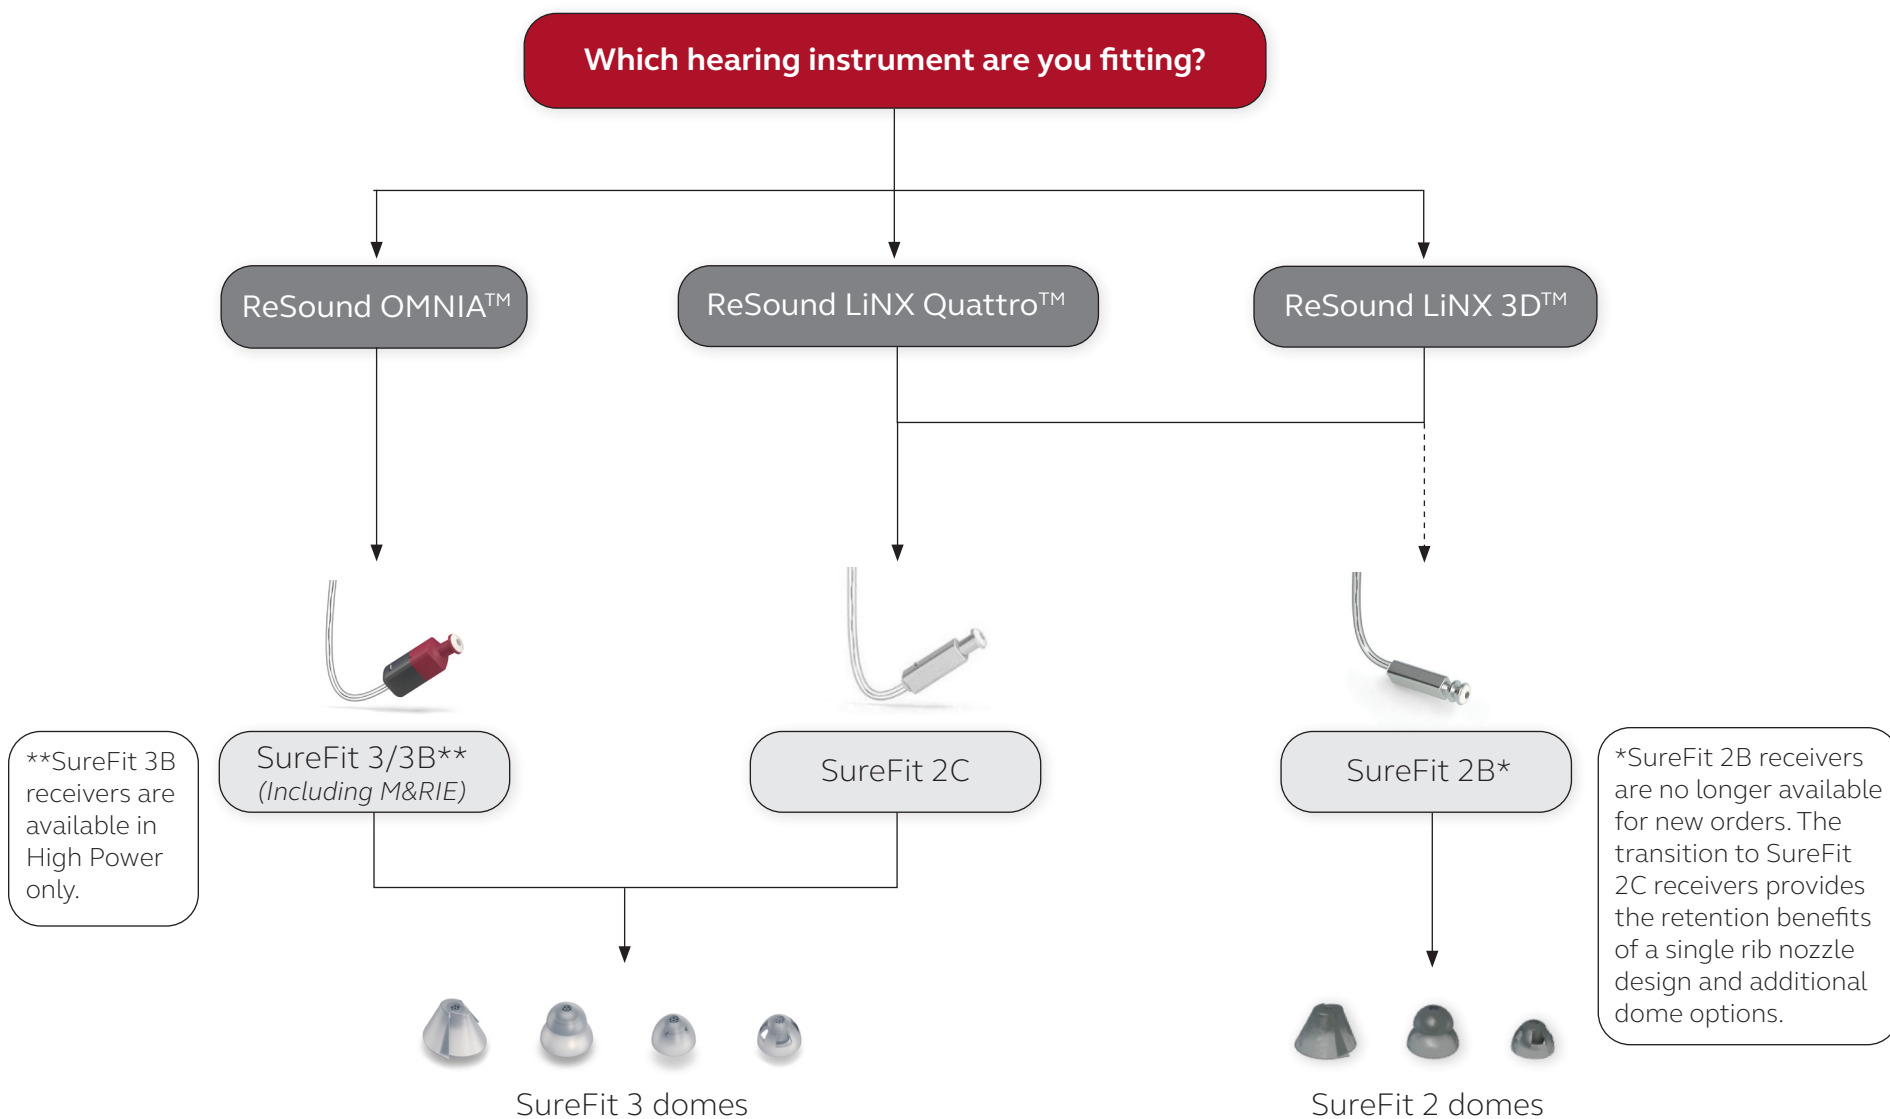 Which hearing instrument are you fitting?
ReSound OMNIA™
ReSound LiNX Quattro™
ReSound LiNX 3D™
**SureFit 3B
receivers are
available in
High Power
only.
SureFit 3/3B**
(Including M&RIE)
SureFit 2C
SureFit 2B*
*SureFit 2B receivers
are no longer available
for new orders. The
transition to SureFit
2C receivers provides
the retention benefits
of a single rib nozzle
design and additional
dome options.
SureFit 3 domes
SureFit 2 domes